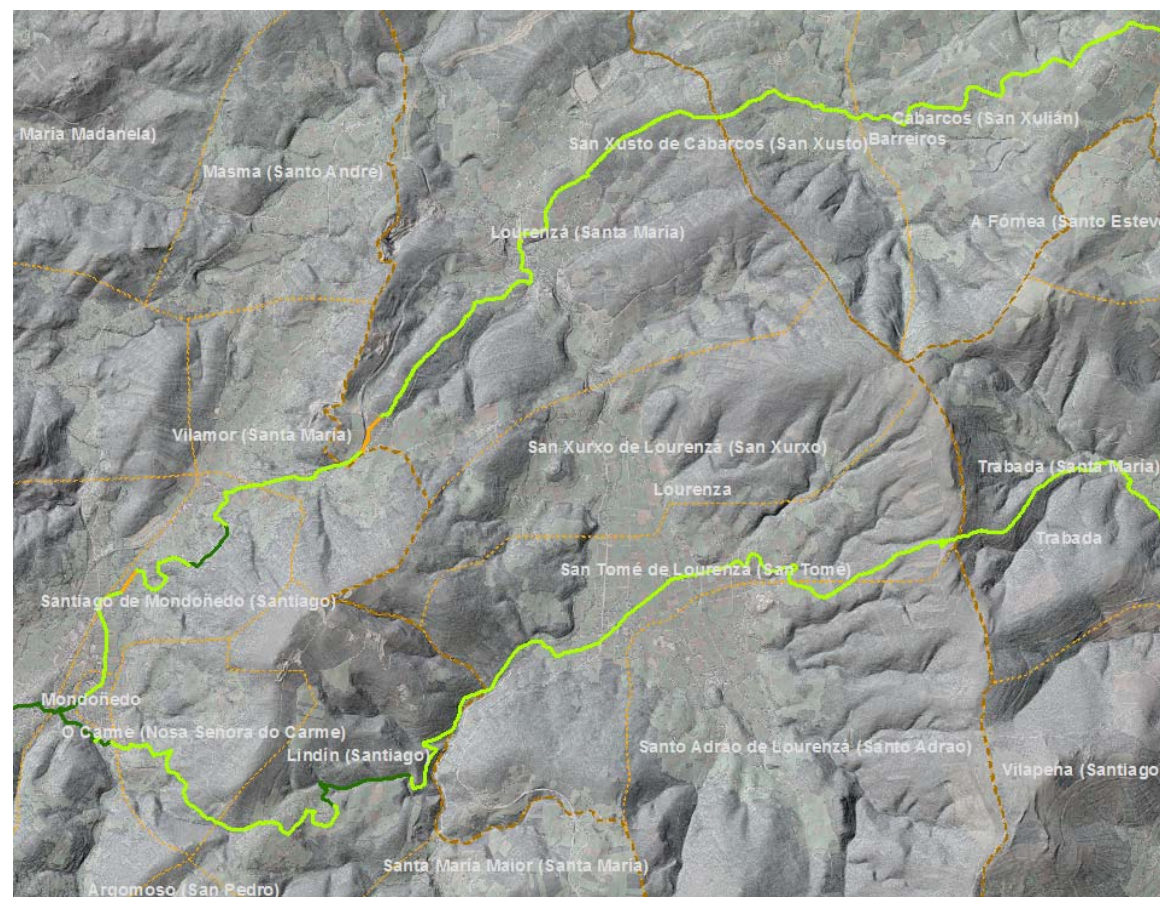 Cabarcos (San Xulián)
María Madanela)
San Xusto de Cabarcos (San Xusto)
Barreiros
Masma (Santo André)
A Fórnea (Santo Estevo
Lourenzá (Santa María)
Vilamor (Santa María)
San Xurxo de Lourenzá (San Xurxo)
Trabada (Santa María)
Lourenza
Trabada
San Tomé de Lourenzá (San Tomé)
Santiago de Mondoñedo (Santiago)
Mondoñedo
O Carme (Nosa Señora do Carme)
Santo Adrao de Lourenzá (Santo Adrao)
Lindín (Santiago)
Vilapena (Santiago
Santa María Maior (Santa María)
Argomoso (San Pedro)